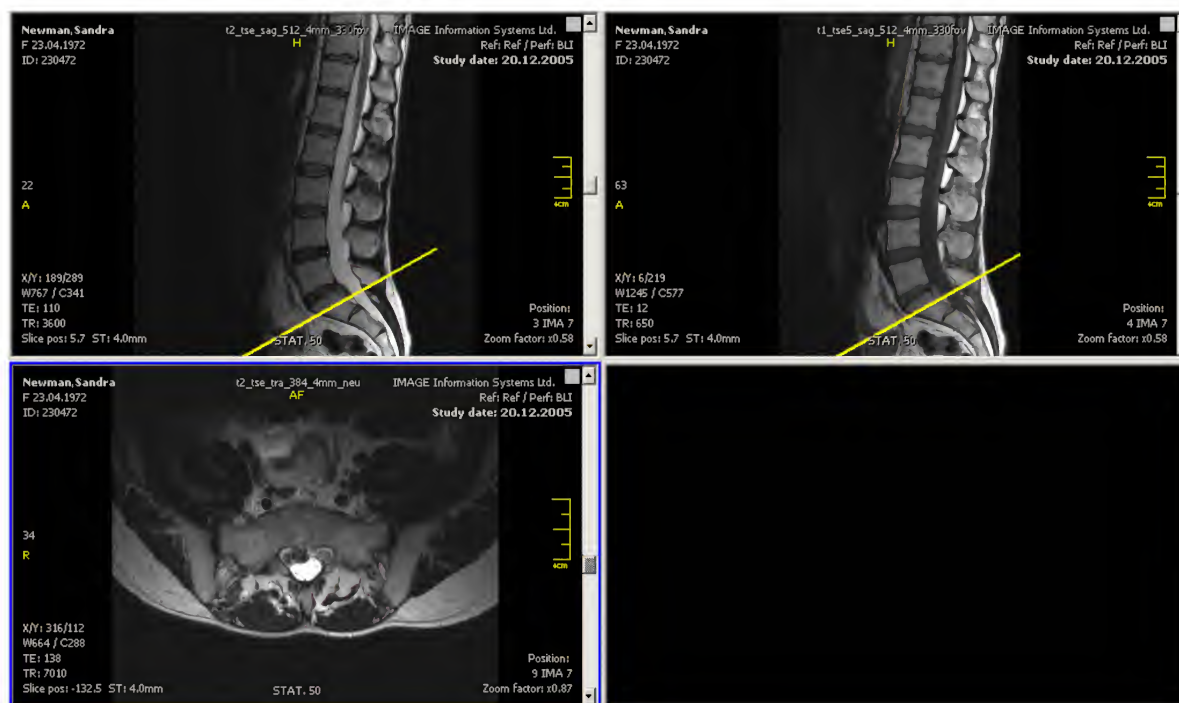 Newman,Sandra t2_tse_sag_512_4mm_330fov IMAGE Information Systems Ltd.
F 23.04.1972 H Ref: Ref / Perf: BLI
ID: 230472 Study date: 20.12.2005
22
A
4cm
X/Y: 189/289
W767 / C341
TE: 110
TR: 3600 Position:
3 IMA 7
Slice pos: 5.7 ST: 4.0mm STAT. 50 Zoom factor: x0.58
Newman,Sandra t1_tse5_sag_512_4mm_330fov IMAGE Information Systems Ltd.
F 23.04.1972 H Ref: Ref / Perf: BLI
ID: 230472 Study date: 20.12.2005
63
A
4cm
X/Y: 6/219
W1245 / C577
TE: 12
TR: 650 Position:
4 IMA 7
Slice pos: 5.7 ST: 4.0mm STAT. 50 Zoom factor: x0.58
Newman,Sandra t2_tse_tra_384_4mm_neu IMAGE Information Systems Ltd.
F 23.04.1972 AF Ref: Ref / Perf: BLI
ID: 230472 Study date: 20.12.2005
34
R
4cm
X/Y: 316/112
W664 / C288
TE: 138 Position:
TR: 7010 9 IMA 7
Slice pos: -132.5 ST: 4.0mm STAT. 50 Zoom factor: x0.87